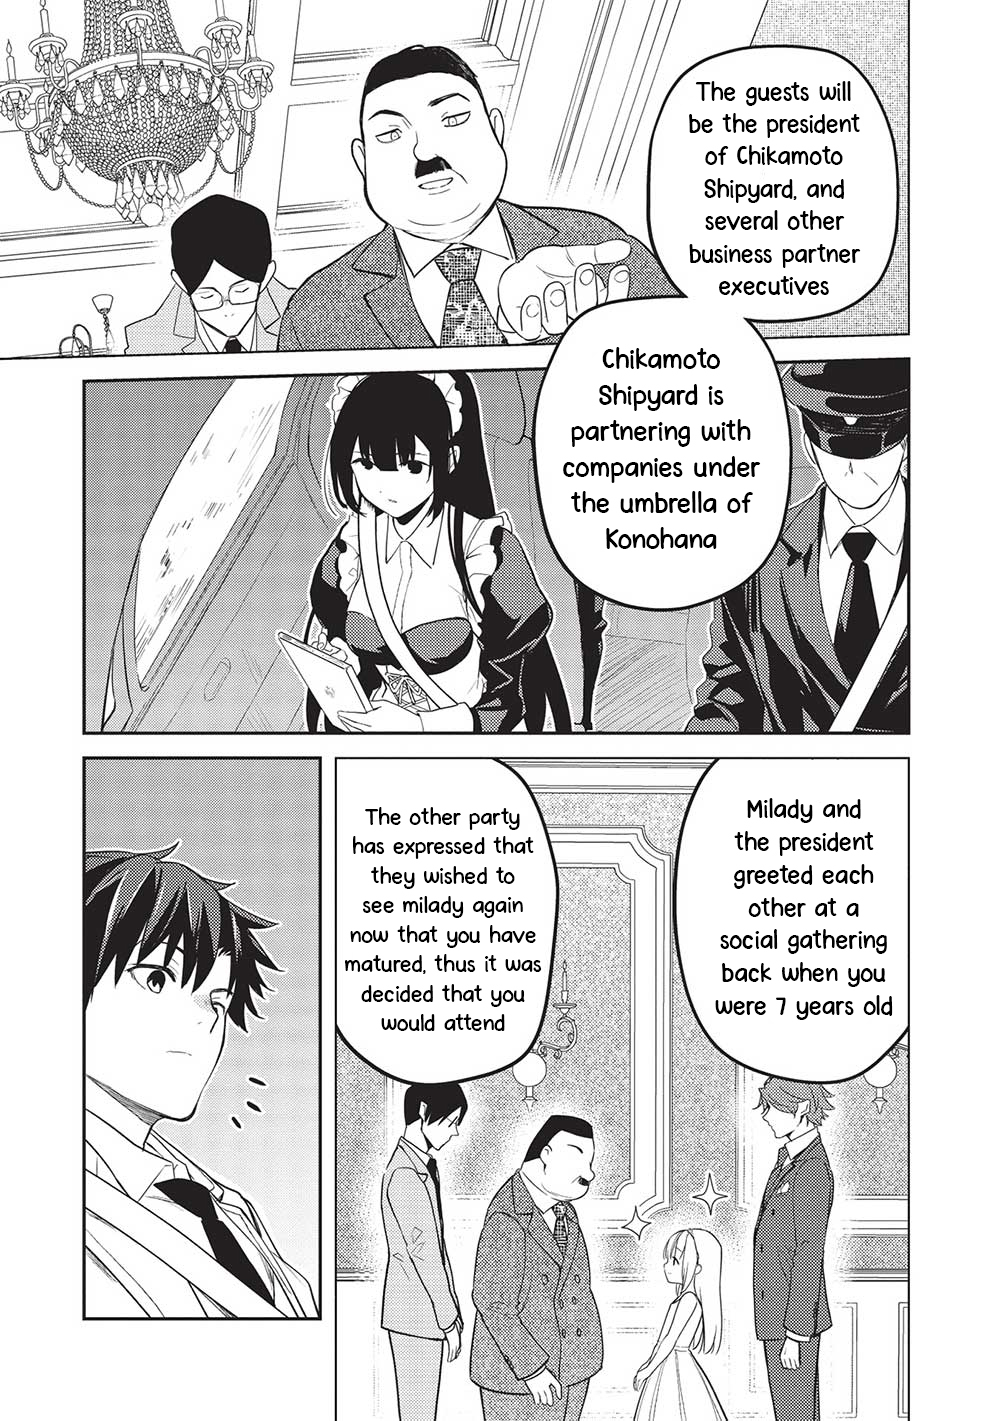 The guests will
be the president
of Chikamoto
Shipyard, and
several other
business partner
executives
Chikamoto
Shipyard is
partnering with
companies under
the umbrella of
Konohana
Milady and
the president
greeted each
other at a
social gathering
back when you
were 7 years old
The other party
has expressed that
they wished to
see milady again
now that you have
matured, thus it was
decided that you
would attend